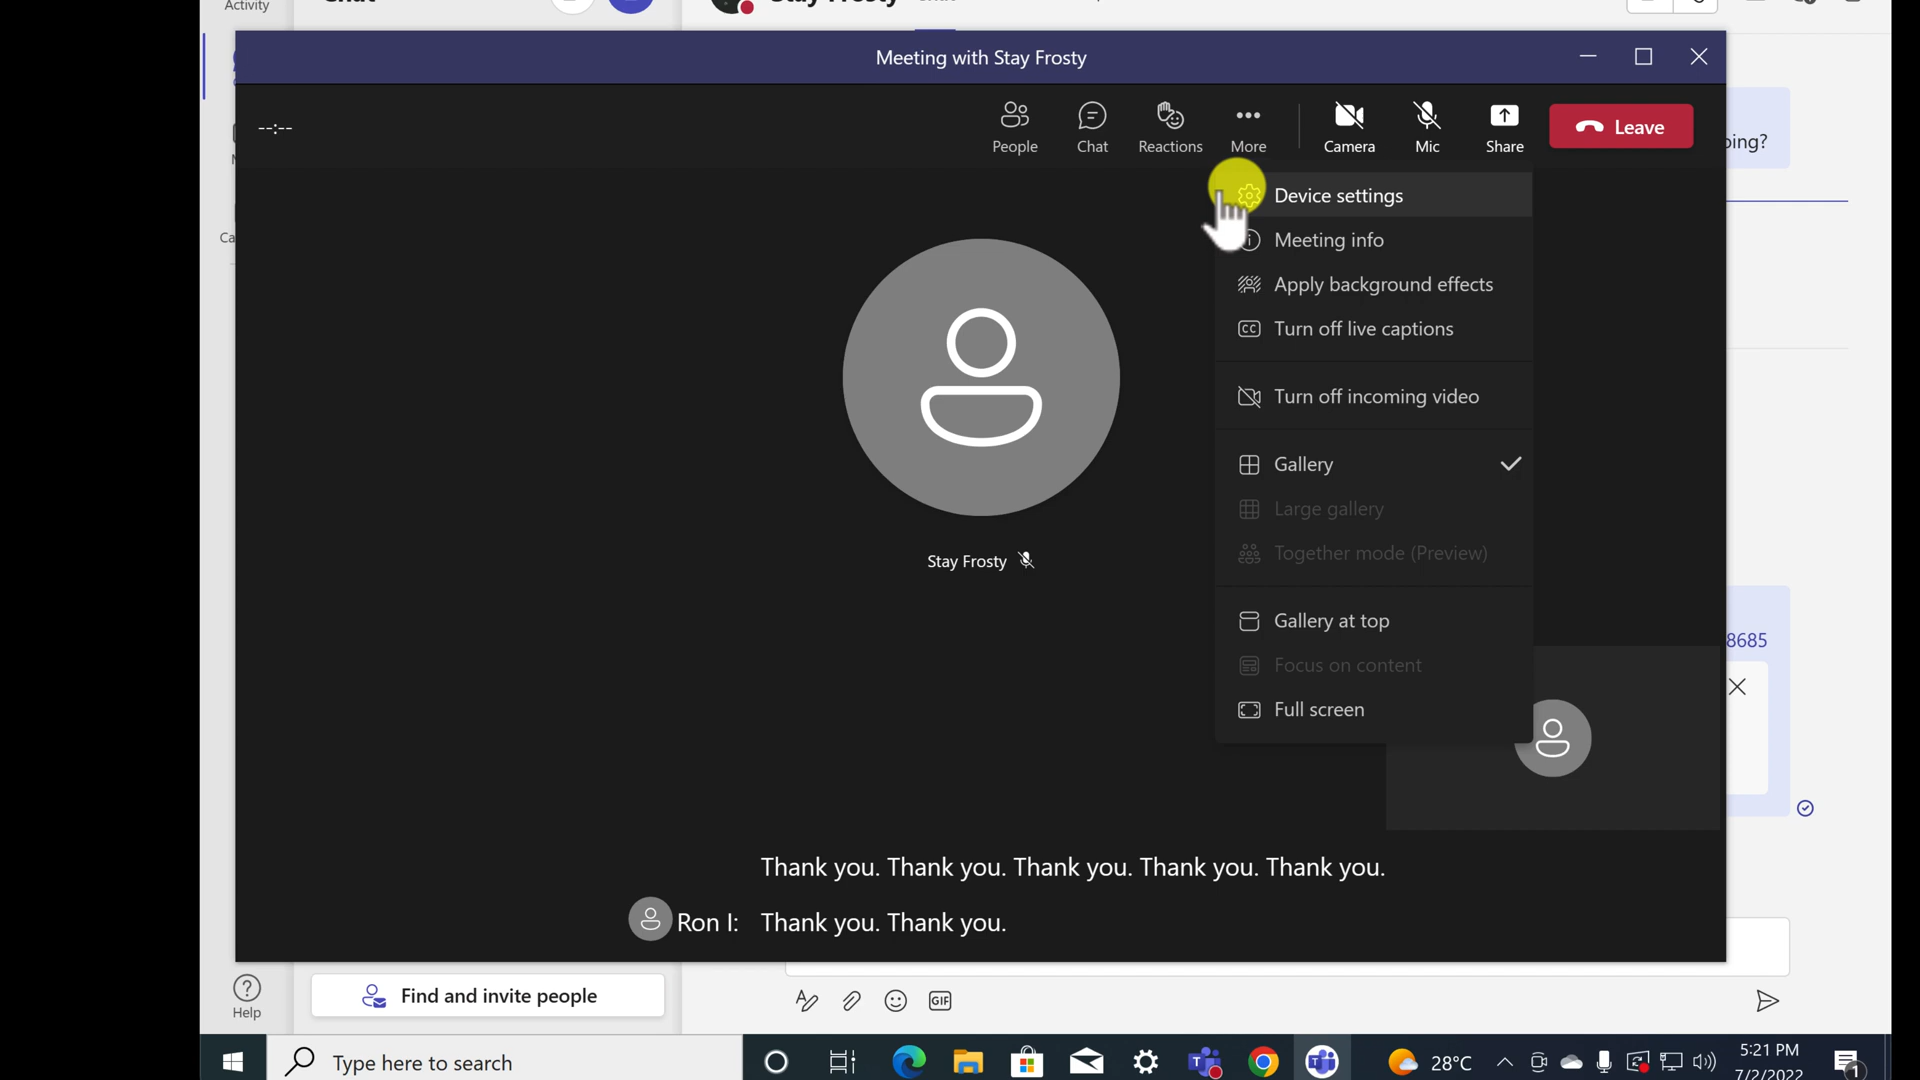 Activity
Meeting with Stay Frosty
--:--
People
Chat
Reactions
More
Camera
Mic
Share
Leave
oing?
Device settings
Meeting info
Apply background effects
Turn off live captions
Turn off incoming video
Gallery
Large gallery
Together mode (Preview)
Gallery at top
Focus on content
Full screen
Ca
Stay Frosty
8685
Thank you. Thank you. Thank you. Thank you. Thank you.
Ron I: Thank you. Thank you.
Help
Find and invite people
GIF
Type here to search
28°C
5:21 PM
7/2/2022
1